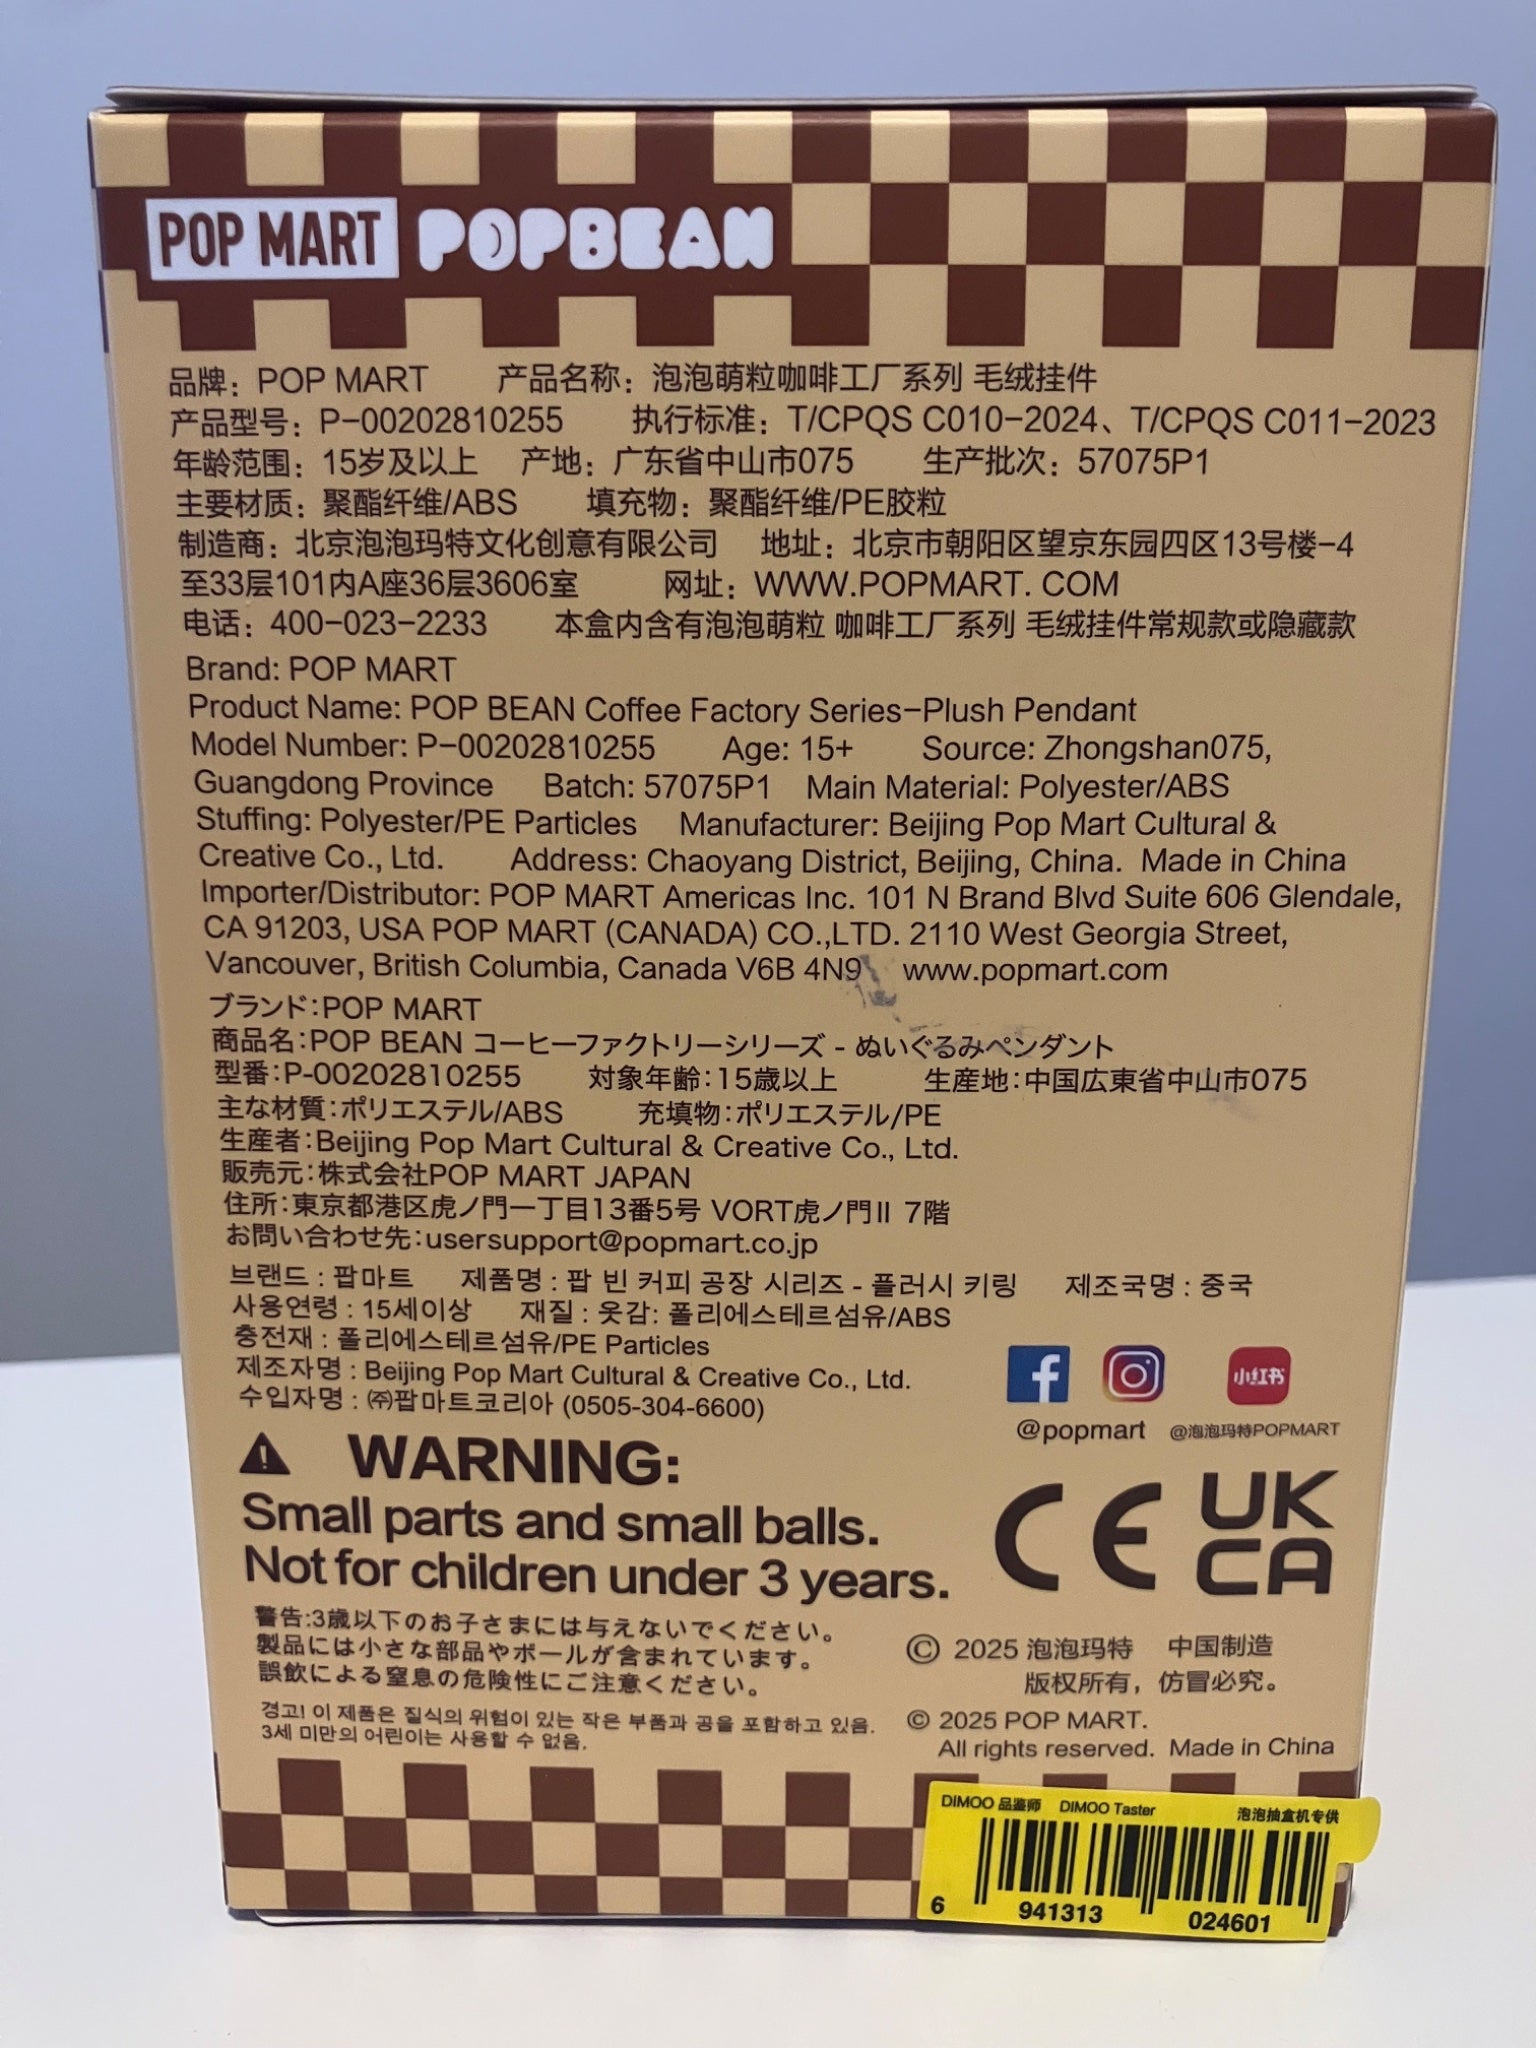 POP MART POPBEAN
品牌：POP MART 产品名称：泡泡萌粒咖啡工厂系列 毛绒挂件
产品型号：P-00202810255 执行标准：T/CPQS C010-2024、T/CPQS C011-2023
年龄范围：15岁及以上 产地：广东省中山市075 生产批次：57075P1
主要材质：聚酯纤维/ABS 填充物：聚酯纤维/PE胶粒
制造商：北京泡泡玛特文化创意有限公司 地址：北京市朝阳区望京东园四区13号楼-4
至33层101内A座36层3606室 网址：WWW.POPMART. COM
电话：400-023-2233 本盒内含有泡泡萌粒 咖啡工厂系列 毛绒挂件常规款或隐藏款
Brand: POP MART
Product Name: POP BEAN Coffee Factory Series-Plush Pendant
Model Number: P-00202810255 Age: 15+ Source: Zhongshan075,
Guangdong Province Batch: 57075P1 Main Material: Polyester/ABS
Stuffing: Polyester/PE Particles Manufacturer: Beijing Pop Mart Cultural &
Creative Co., Ltd. Address: Chaoyang District, Beijing, China. Made in China
Importer/Distributor: POP MART Americas Inc. 101 N Brand Blvd Suite 606 Glendale,
CA 91203, USA POP MART (CANADA) CO.,LTD. 2110 West Georgia Street,
Vancouver, British Columbia, Canada V6B 4N9 www.popmart.com
ブランド：POP MART
商品名：POP BEAN コーヒーファクトリーシリーズ - ぬいぐるみペンダント
型番：P-00202810255 対象年齢：15歳以上 生産地：中国広東省中山市075
主な材質：ポリエステル/ABS 充填物：ポリエステル/PE
生産者：Beijing Pop Mart Cultural & Creative Co., Ltd.
販売元：株式会社POP MART JAPAN
住所：東京都港区虎ノ門一丁目13番5号 VORT虎ノ門Ⅱ 7階
お問い合わせ先：usersupport@popmart.co.jp
브랜드 : 팝마트 제품명 : 팝 빈 커피 공장 시리즈 - 플러시 키링 제조국명 : 중국
사용연령 : 15세이상 재질 : 옷감: 폴리에스테르섬유/ABS
충전재 : 폴리에스테르섬유/PE Particles
제조자명 : Beijing Pop Mart Cultural & Creative Co., Ltd.
수입자명 : ㈜팝마트코리아 (0505-304-6600)
小红书
@popmart @泡泡玛特POPMART
WARNING:
Small parts and small balls.
Not for children under 3 years.
CE UK CA
警告:3歳以下のお子さまには与えないでください。
製品には小さな部品やボールが含まれています。
誤飲による窒息の危険性にご注意ください。
경고! 이 제품은 질식의 위험이 있는 작은 부품과 공을 포함하고 있음.
3세 미만의 어린이는 사용할 수 없음.
© 2025 泡泡玛特 中国制造
版权所有，仿冒必究。
© 2025 POP MART.
All rights reserved. Made in China
DIMOO 品鉴师 DIMOO Taster 泡泡抽盒机专供
6 941313 024601